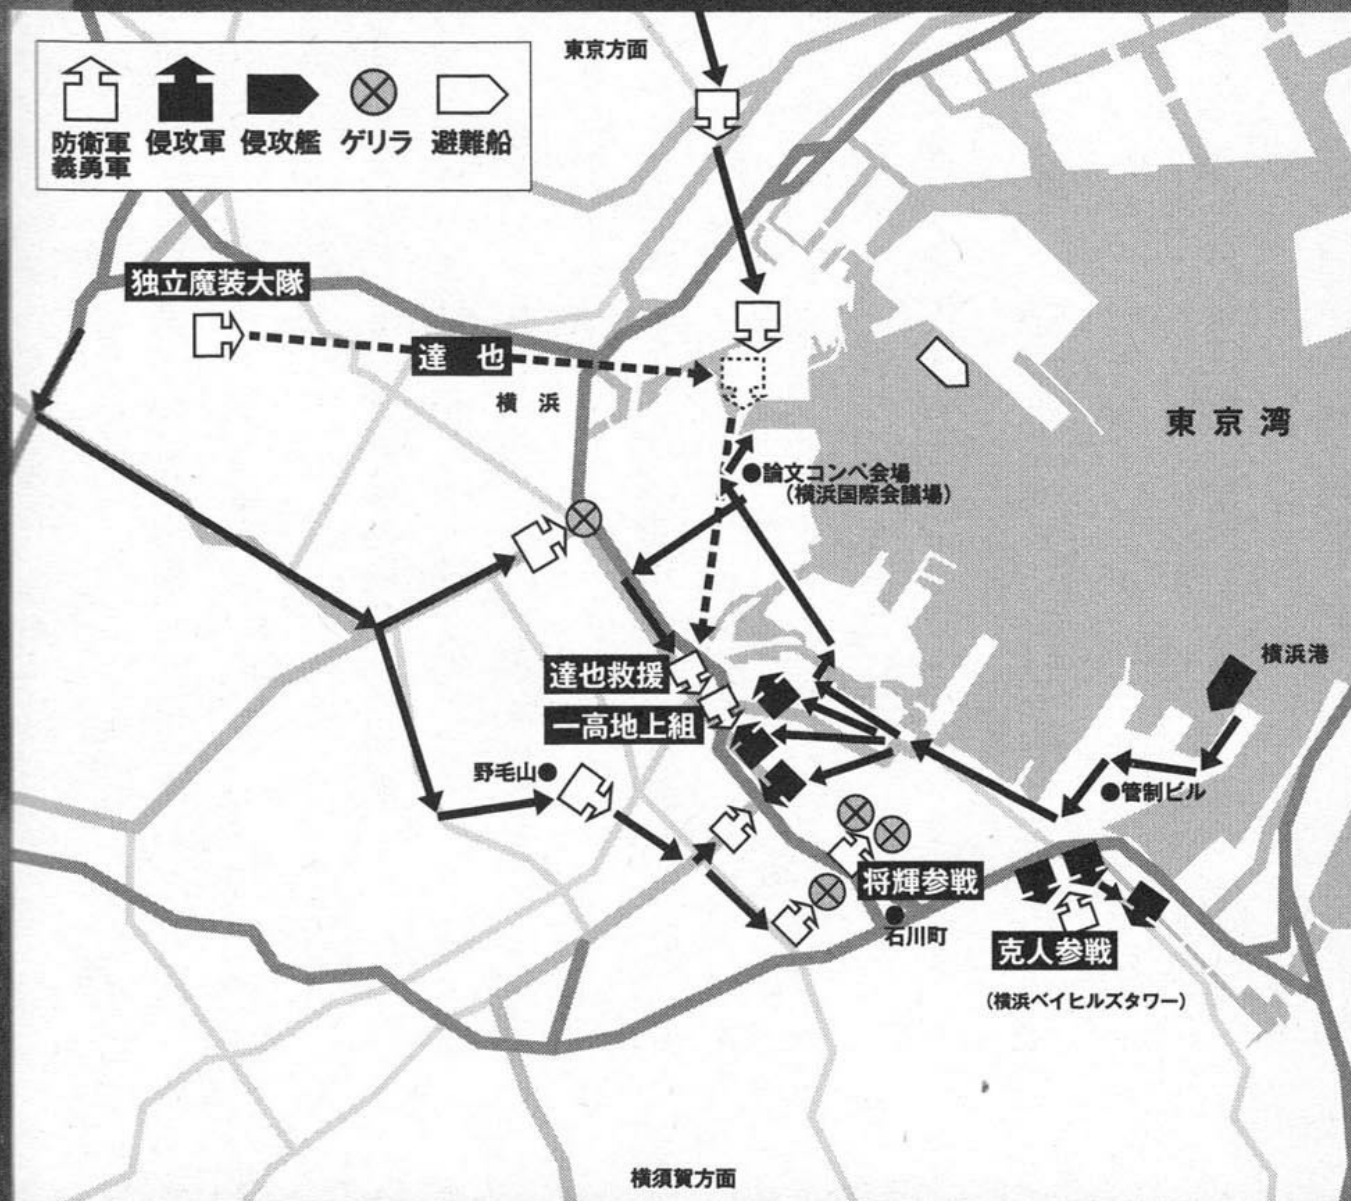 東京方面
防衛軍
義勇軍
侵攻軍
侵攻艦
ゲリラ
避難船
独立魔装大隊
達 也
横 浜
東 京 湾
●論文コンペ会場
(横浜国際会議場)
達也救援
横浜港
一高地上組
野毛山●
●管制ビル
将輝参戦
石川町
克人参戦
(横浜ベイヒルズタワー)
横須賀方面